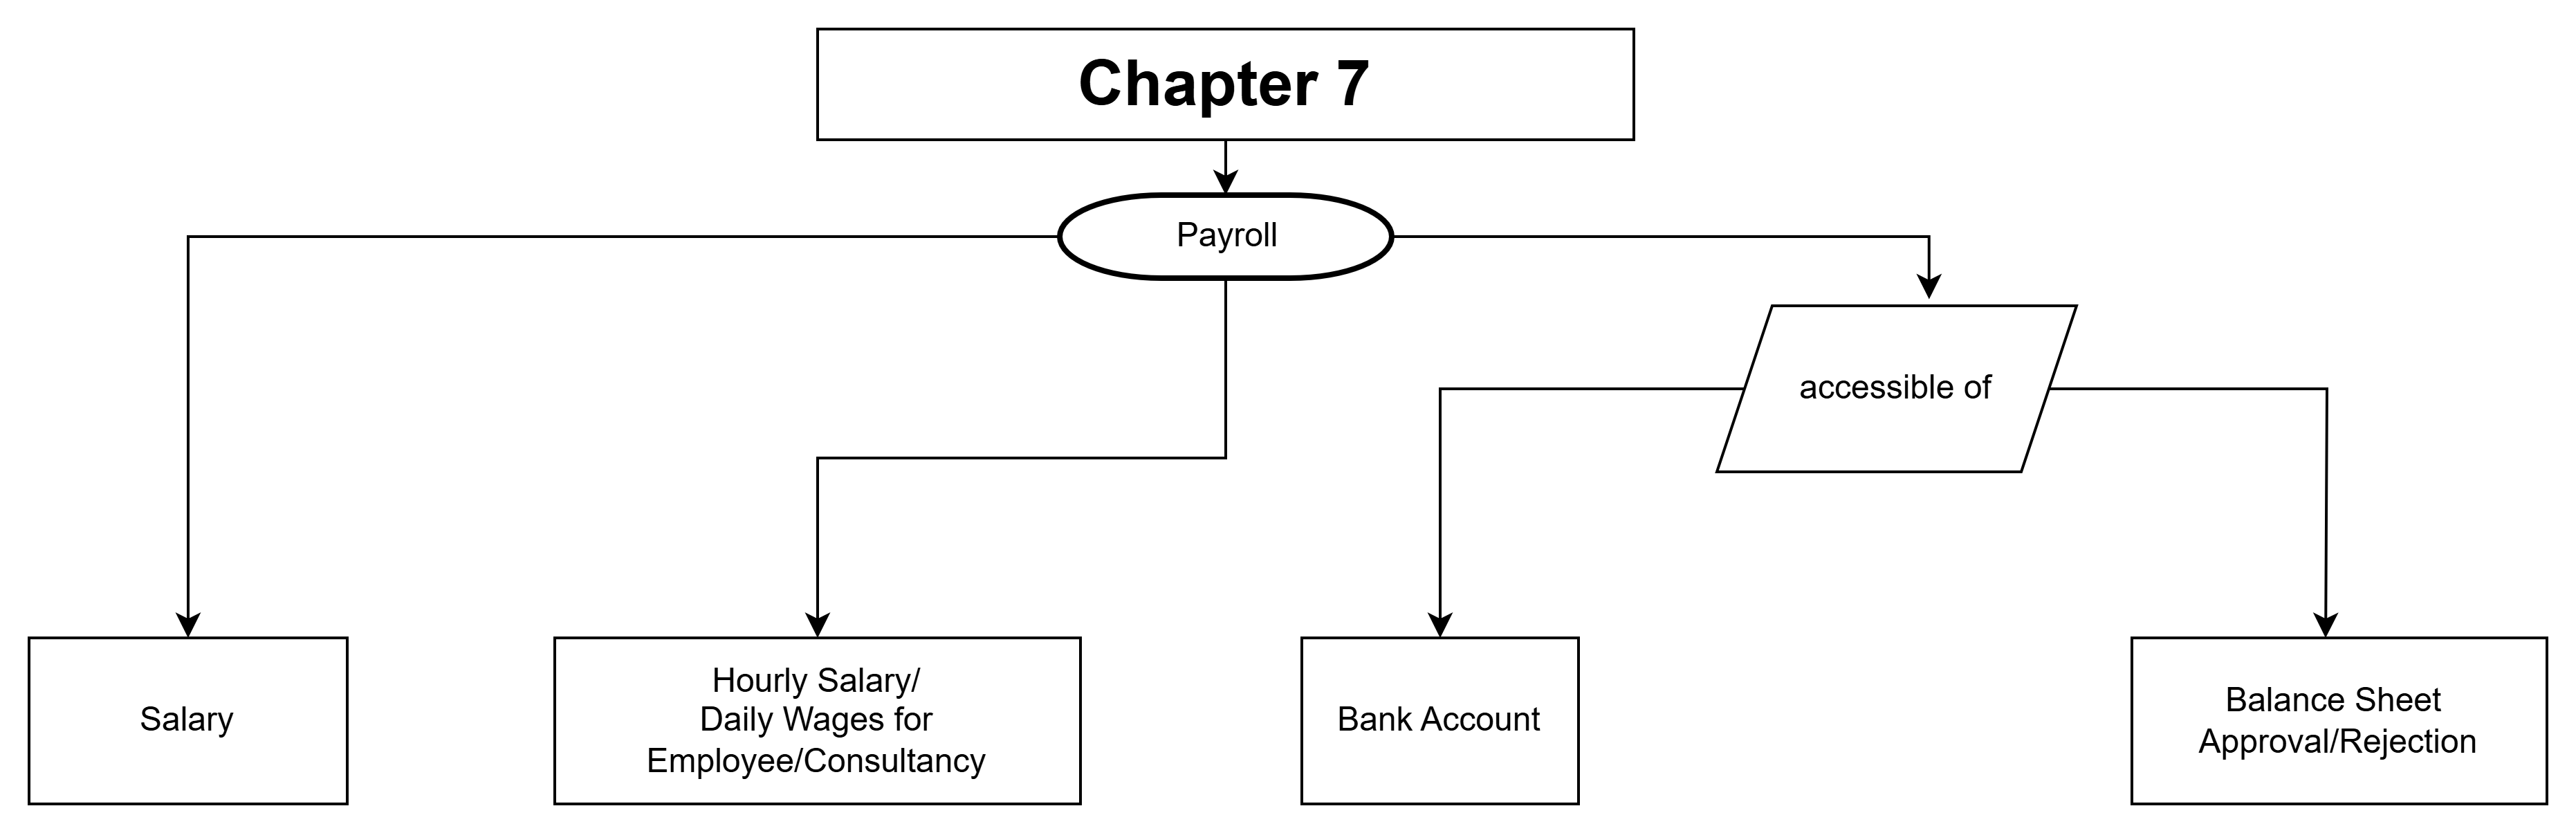 Chapter 7
Payroll
accessible of
Salary
Hourly Salary/
Daily Wages for
Employee/Consultancy
Bank Account
Balance Sheet
Approval/Rejection